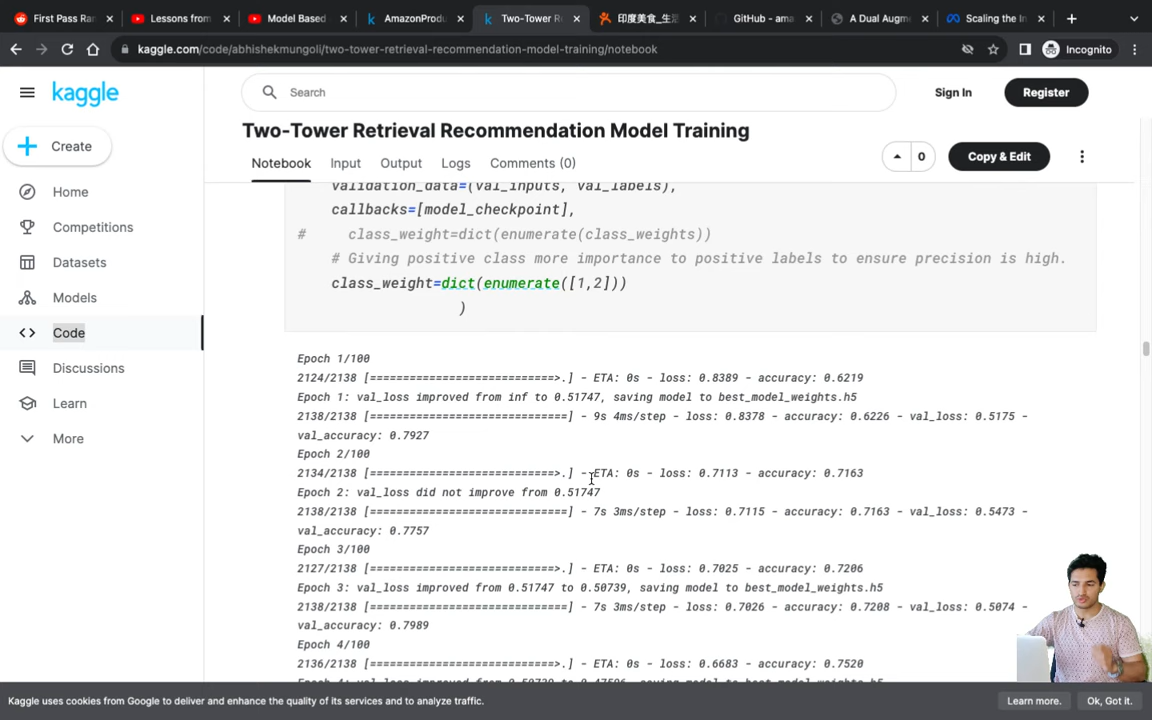 First Pass Ran
Lessons from
Model Based
AmazonProdu
Two-Tower R
印度美食_生活
GitHub - ama
A Dual Augme
Scaling the In
kaggle.com/code/abhishekmungoli/two-tower-retrieval-recommendation-model-training/notebook
Incognito
kaggle
Search
Sign In
Register
Create
Home
Competitions
Datasets
Models
Code
Discussions
Learn
More
Two-Tower Retrieval Recommendation Model Training
Notebook
Input
Output
Logs
Comments (0)
0
Copy & Edit
validation_data=(val_inputs, val_labels),
callbacks=[model_checkpoint],
#     class_weight=dict(enumerate(class_weights))
# Giving positive class more importance to positive labels to ensure precision is high.
class_weight=dict(enumerate([1,2]))
)
Epoch 1/100
2124/2138 [============================>.] - ETA: 0s - loss: 0.8389 - accuracy: 0.6219
Epoch 1: val_loss improved from inf to 0.51747, saving model to best_model_weights.h5
2138/2138 [==============================] - 9s 4ms/step - loss: 0.8378 - accuracy: 0.6226 - val_loss: 0.5175 -
val_accuracy: 0.7927
Epoch 2/100
2134/2138 [============================>.] - ETA: 0s - loss: 0.7113 - accuracy: 0.7163
Epoch 2: val_loss did not improve from 0.51747
2138/2138 [==============================] - 7s 3ms/step - loss: 0.7115 - accuracy: 0.7163 - val_loss: 0.5473 -
val_accuracy: 0.7757
Epoch 3/100
2127/2138 [============================>.] - ETA: 0s - loss: 0.7025 - accuracy: 0.7206
Epoch 3: val_loss improved from 0.51747 to 0.50739, saving model to best_model_weights.h5
2138/2138 [==============================] - 7s 3ms/step - loss: 0.7026 - accuracy: 0.7208 - val_loss: 0.5074 -
val_accuracy: 0.7989
Epoch 4/100
2136/2138 [============================>.] - ETA: 0s - loss: 0.6683 - accuracy: 0.7520
Kaggle uses cookies from Google to deliver and enhance the quality of its services and to analyze traffic.
Learn more.
Ok, Got it.